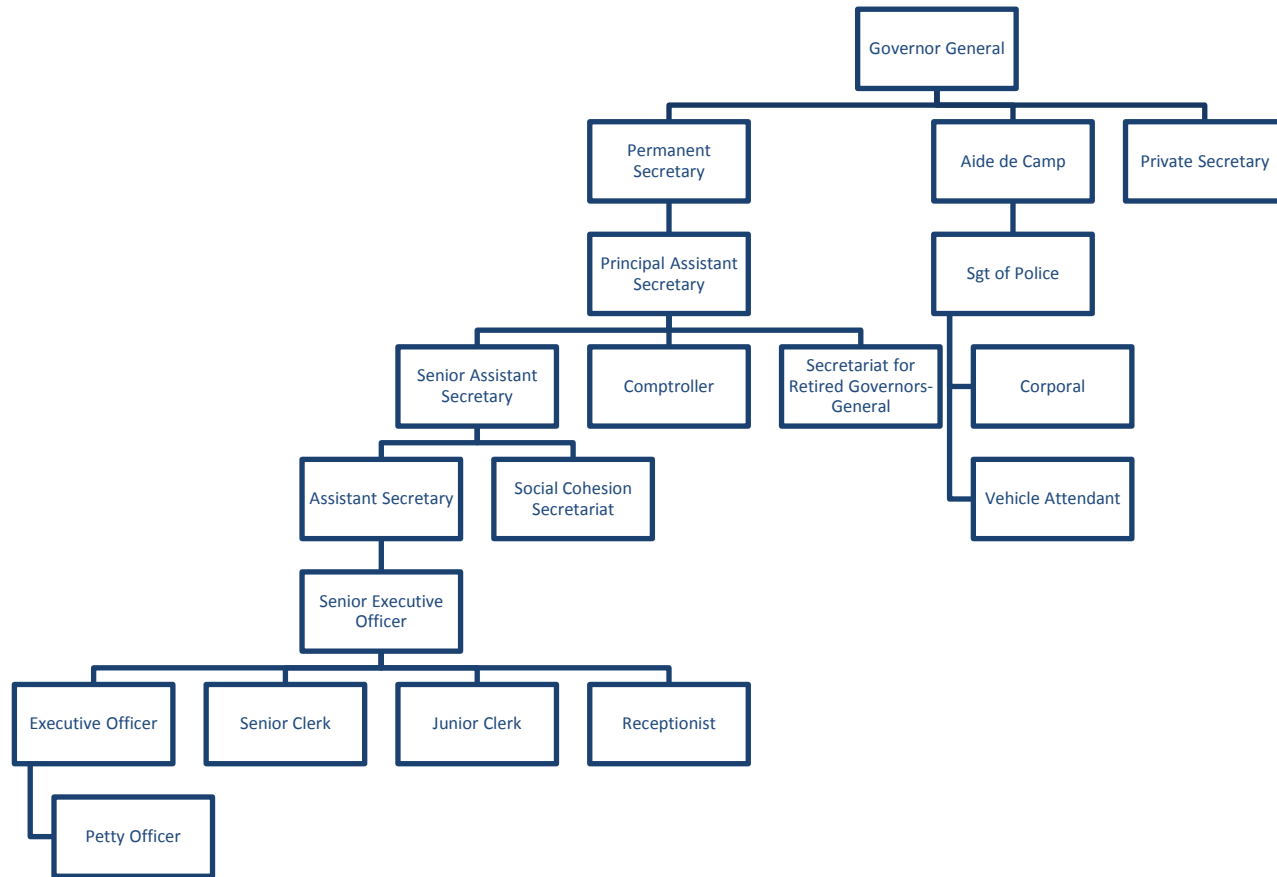 Governor General
Permanent
Secretary
Aide de Camp
Private Secretary
Principal Assistant
Secretary
Sgt of Police
Senior Assistant
Secretary
Comptroller
Secretariat for
Retired Governors-
General
Corporal
Assistant Secretary
Social Cohesion
Secretariat
Vehicle Attendant
Senior Executive
Officer
Executive Officer
Senior Clerk
Junior Clerk
Receptionist
Petty Officer